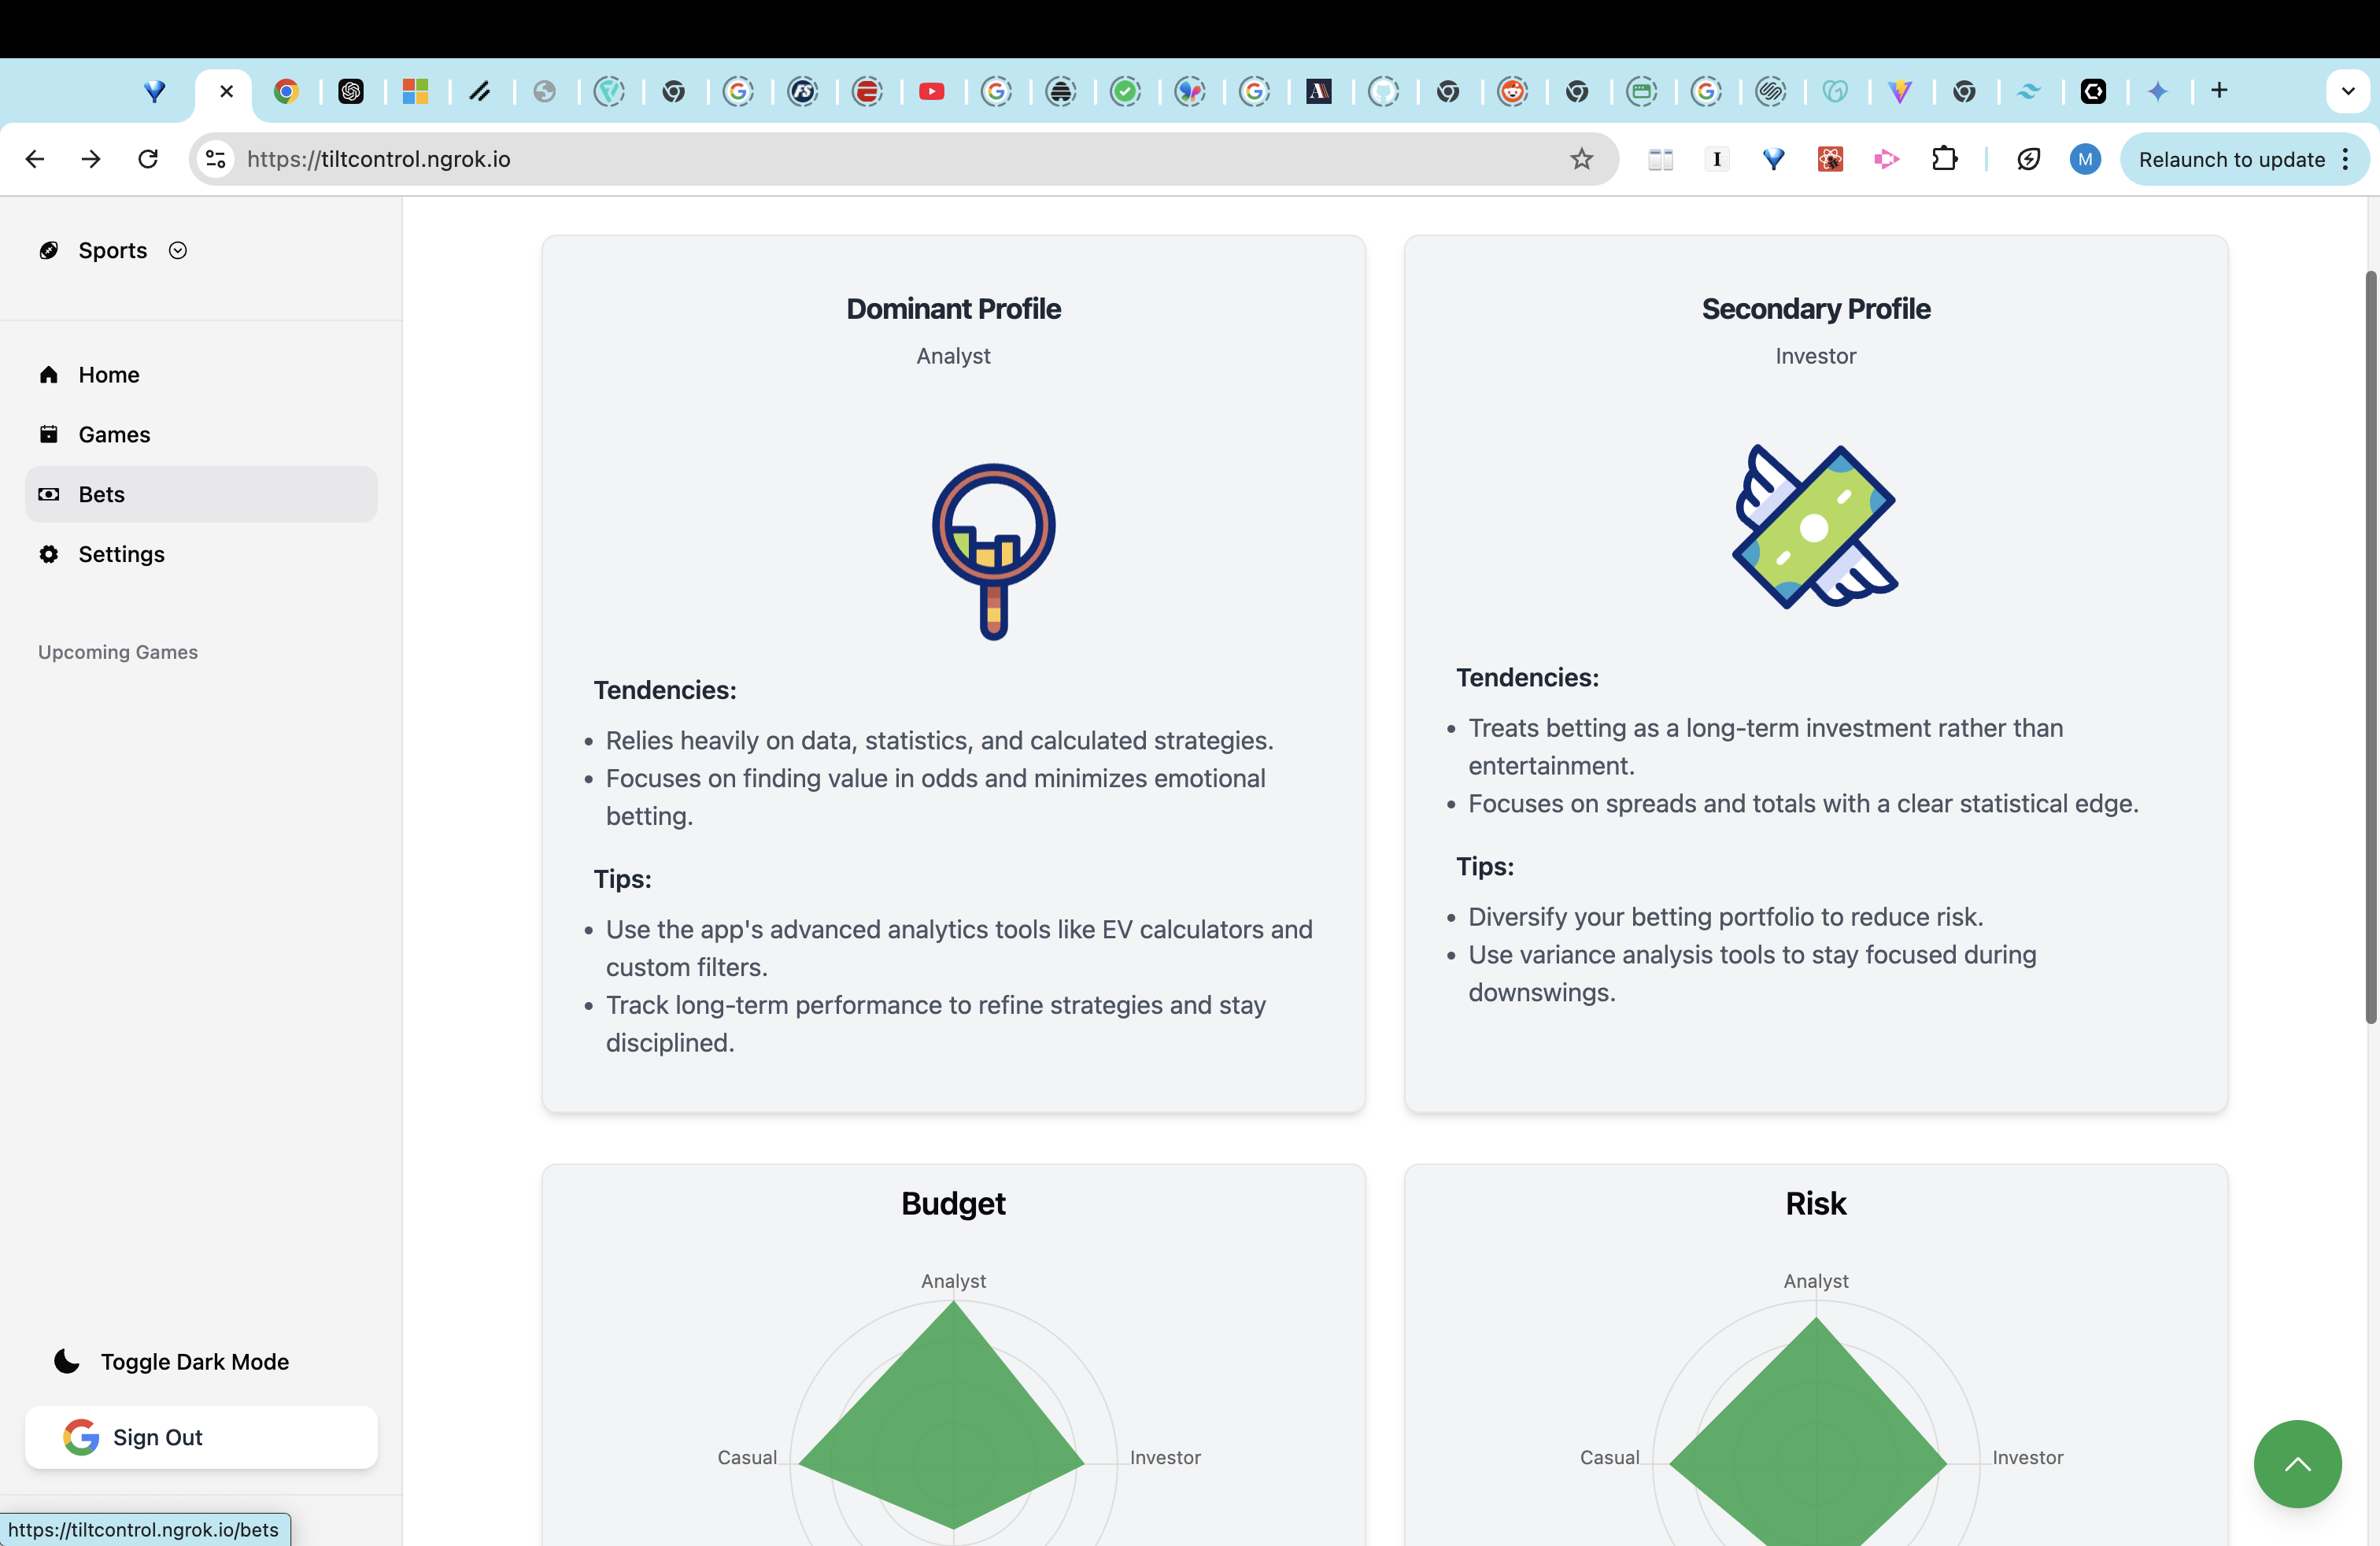 https://tiltcontrol.ngrok.io
M
Relaunch to update
Sports
Home
Games
Bets
Settings
Upcoming Games
Toggle Dark Mode
Sign Out
https://tiltcontrol.ngrok.io/bets
Dominant Profile
Analyst
Tendencies:
Relies heavily on data, statistics, and calculated strategies.
Focuses on finding value in odds and minimizes emotional
betting.
Tips:
Use the app's advanced analytics tools like EV calculators and
custom filters.
Track long-term performance to refine strategies and stay
disciplined.
Secondary Profile
Investor
Tendencies:
Treats betting as a long-term investment rather than
entertainment.
Focuses on spreads and totals with a clear statistical edge.
Tips:
Diversify your betting portfolio to reduce risk.
Use variance analysis tools to stay focused during
downswings.
Budget
Analyst
Casual
Investor
Risk
Analyst
Casual
Investor